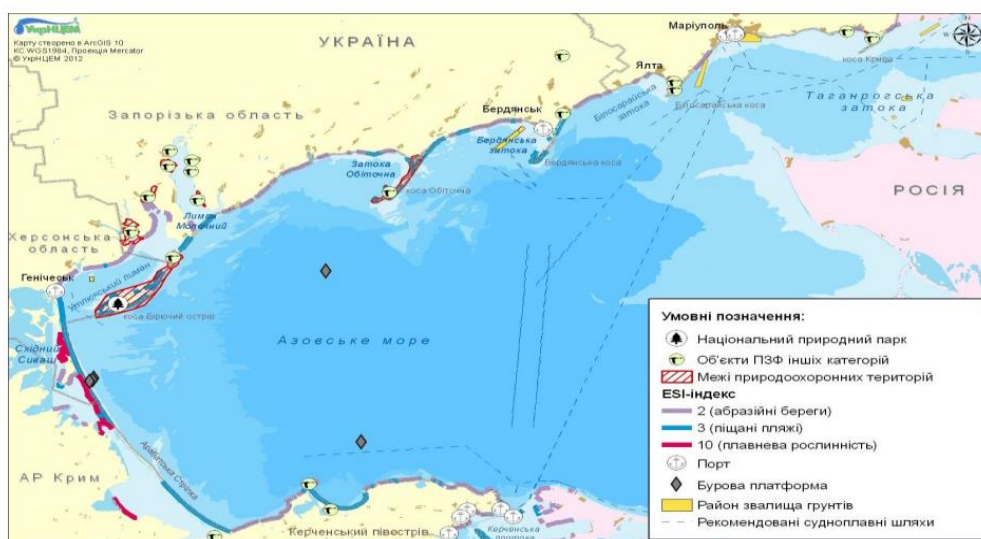 УкрНЦЕМ
Карту створено в ArcGIS 10
КС WGS1984, Проекція Mercator
© УкрНЦЕМ 2012
УКРАЇНА
Маріуполь
коса Крива
Ялта
Таганрогська
затока
Білосарайська
затока
Білосарайська коса
Запорізька область
Бердянськ
Бердянська
затока
Бердянська коса
Затока
Обіточна
коса Обіточна
РОСІЯ
Лиман
Молочний
Херсонська
область
Генічеськ
Утлюкський лиман
коса Бірючий острів
Східний
Сиваш
Азовське море
Арабатська Стрілка
АР Крим
Керченський півострів
Керченська
протока
Умовні позначення:
Національний природний парк
Об'єкти ПЗФ інших категорій
Межі природоохоронних територій
ESI-індекс
2 (абразійні береги)
3 (піщані пляжі)
10 (плавнева рослинність)
Порт
Бурова платформа
Район звалища грунтів
Рекомендовані судноплавні шляхи